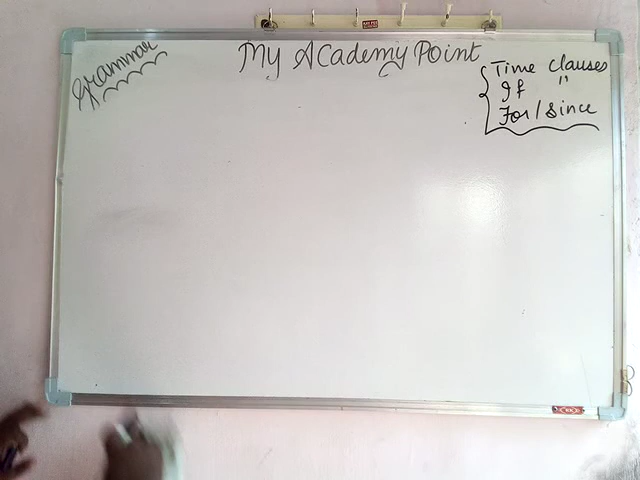 Grammar
My Academy Point
Time clauses
If "
For/Since